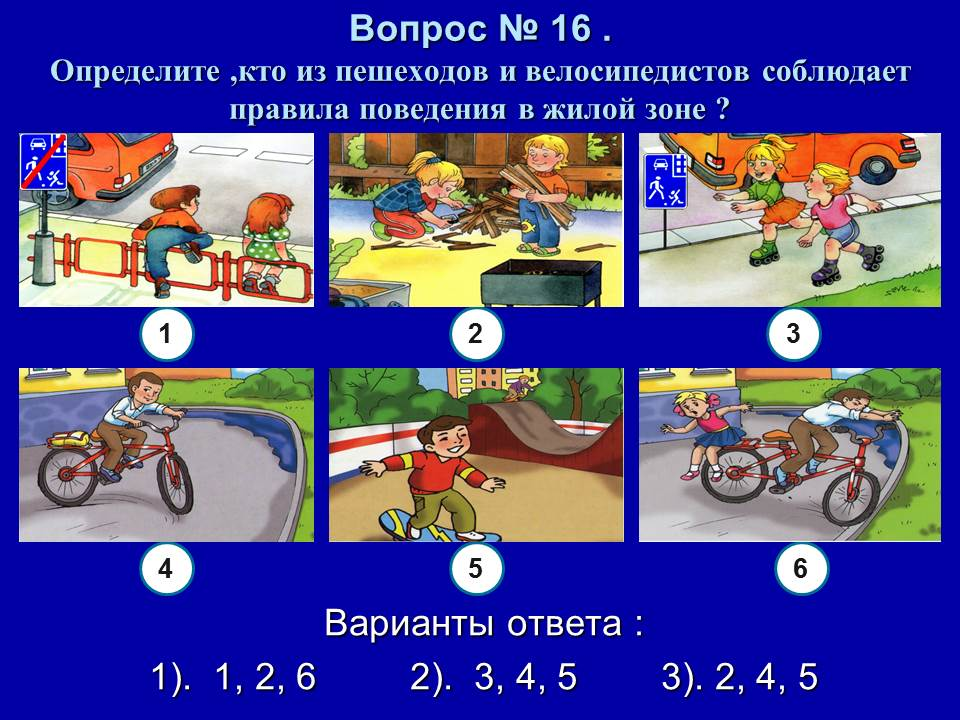 Вопрос № 16 .
Определите ,кто из пешеходов и велосипедистов соблюдает
правила поведения в жилой зоне ?
1
2
3
4
5
6
Варианты ответа :
1). 1, 2, 6 2). 3, 4, 5 3). 2, 4, 5